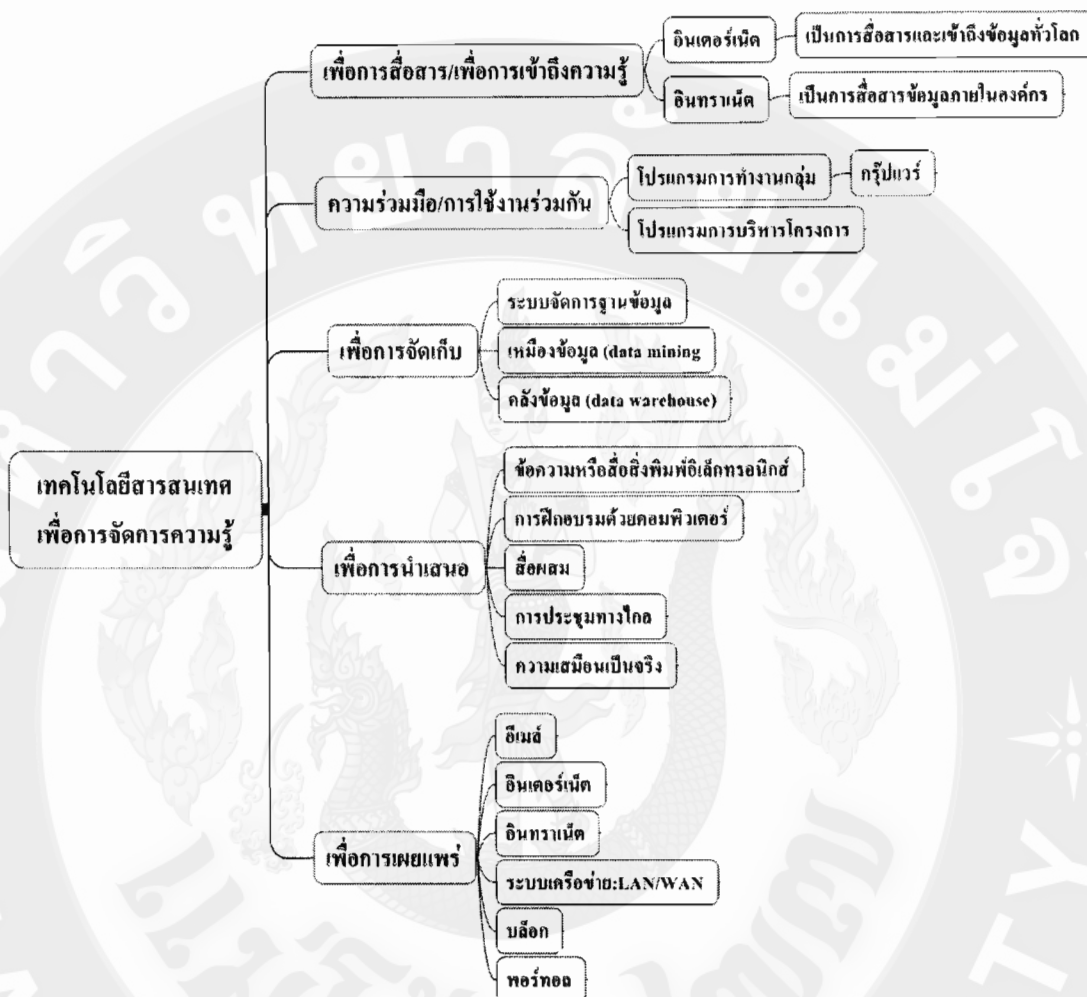 เทคโนโลยีสารสนเทศ
เพื่อการจัดการความรู้
เพื่อการสื่อสาร/เพื่อการเข้าถึงความรู้
อินเตอร์เน็ต
เป็นการสื่อสารและเข้าถึงข้อมูลทั่วโลก
อินทราเน็ต
เป็นการสื่อสารข้อมูลภายในองค์กร
ความร่วมมือ/การใช้งานร่วมกัน
โปรแกรมการทำงานกลุ่ม
กรุ๊ปแวร์
โปรแกรมการบริหารโครงการ
เพื่อการจัดเก็บ
ระบบจัดการฐานข้อมูล
เหมืองข้อมูล (data mining
คลังข้อมูล (data warehouse)
เพื่อการนำเสนอ
ข้อความหรือสื่อสิ่งพิมพ์อิเล็กทรอนิกส์
การฝึกอบรมด้วยคอมพิวเตอร์
สื่อผสม
การประชุมทางไกล
ความเสมือนเป็นจริง
เพื่อการเผยแพร่
อีเมล์
อินเตอร์เน็ต
อินทราเน็ต
ระบบเครือข่าย:LAN/WAN
บล็อก
พอร์ทอล